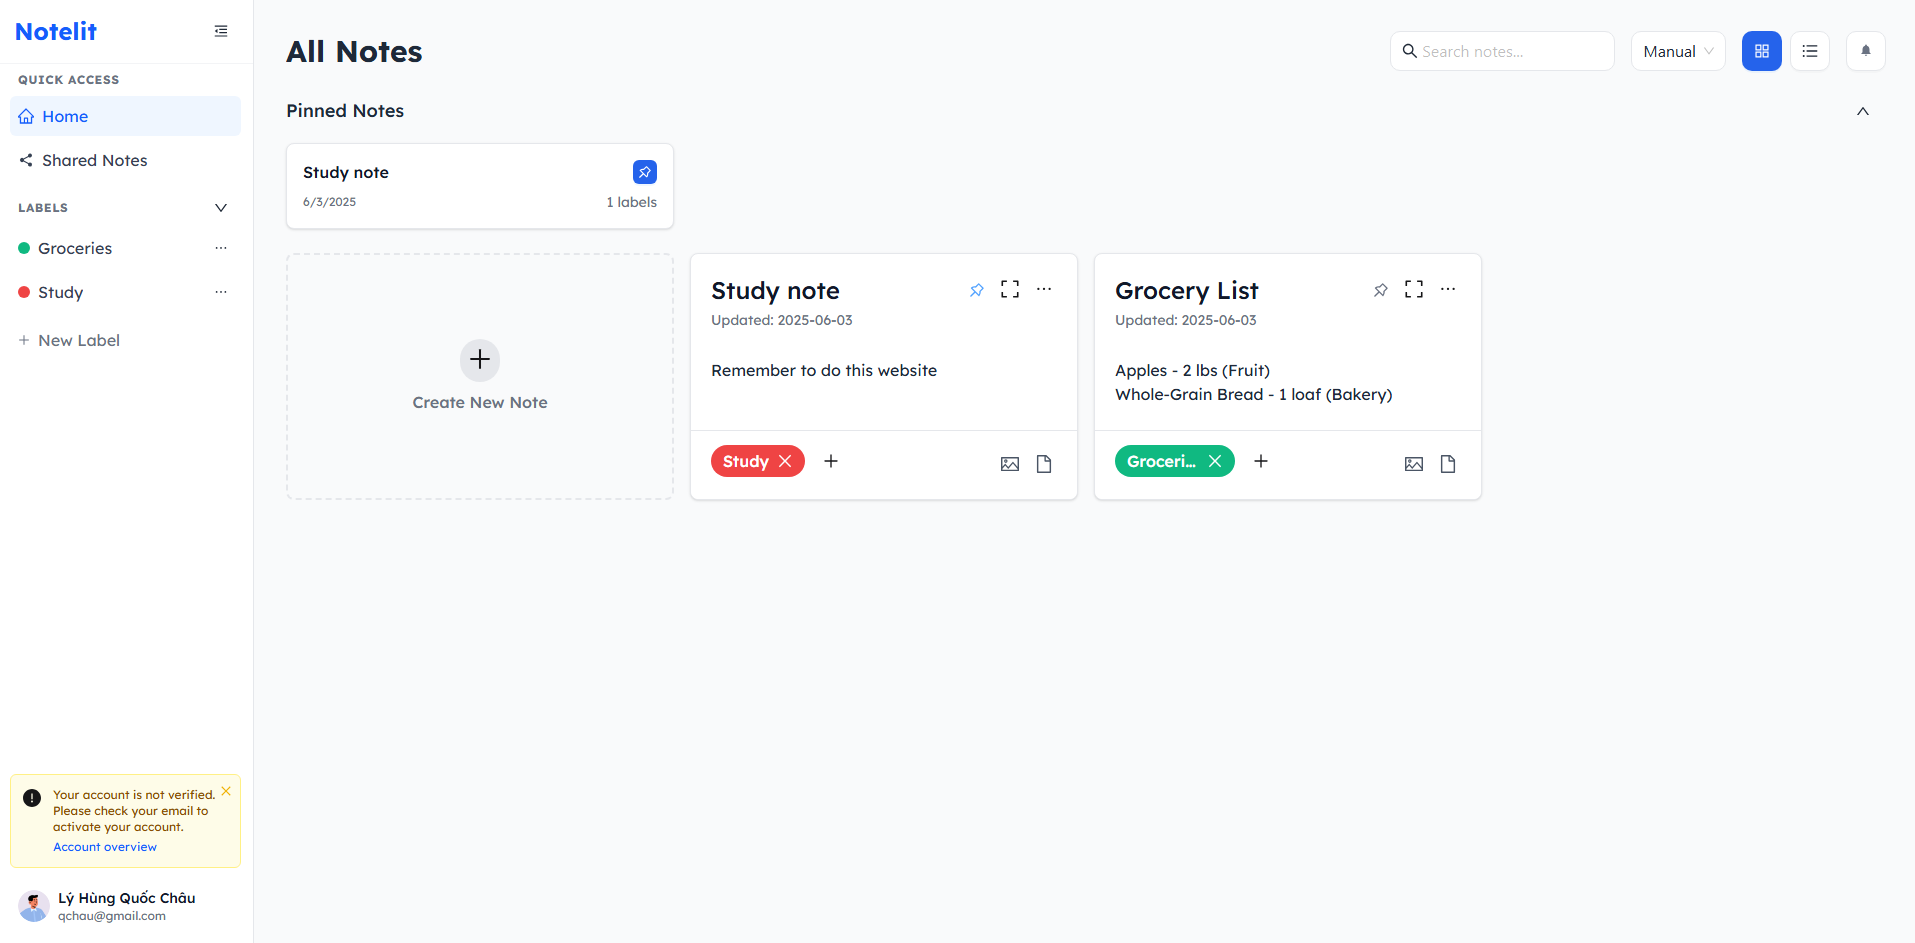 Notelit
QUICK ACCESS
Home
Shared Notes
LABELS
Groceries
Study
+ New Label
Your account is not verified.
Please check your email to
activate your account.
Account overview
Lý Hùng Quốc Châu
qchau@gmail.com
All Notes
Search notes...
Manual
Pinned Notes
Study note
6/3/2025
1 labels
Create New Note
Study note
Updated: 2025-06-03
Remember to do this website
Study
Grocery List
Updated: 2025-06-03
Apples - 2 lbs (Fruit)
Whole-Grain Bread - 1 loaf (Bakery)
Groceri...